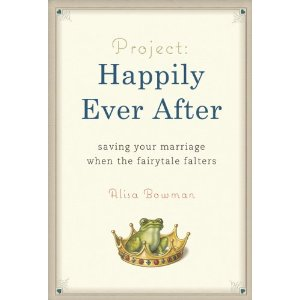 Project:
Happily
Ever After
saving your marriage
when the fairytale falters
Alisa Bowman